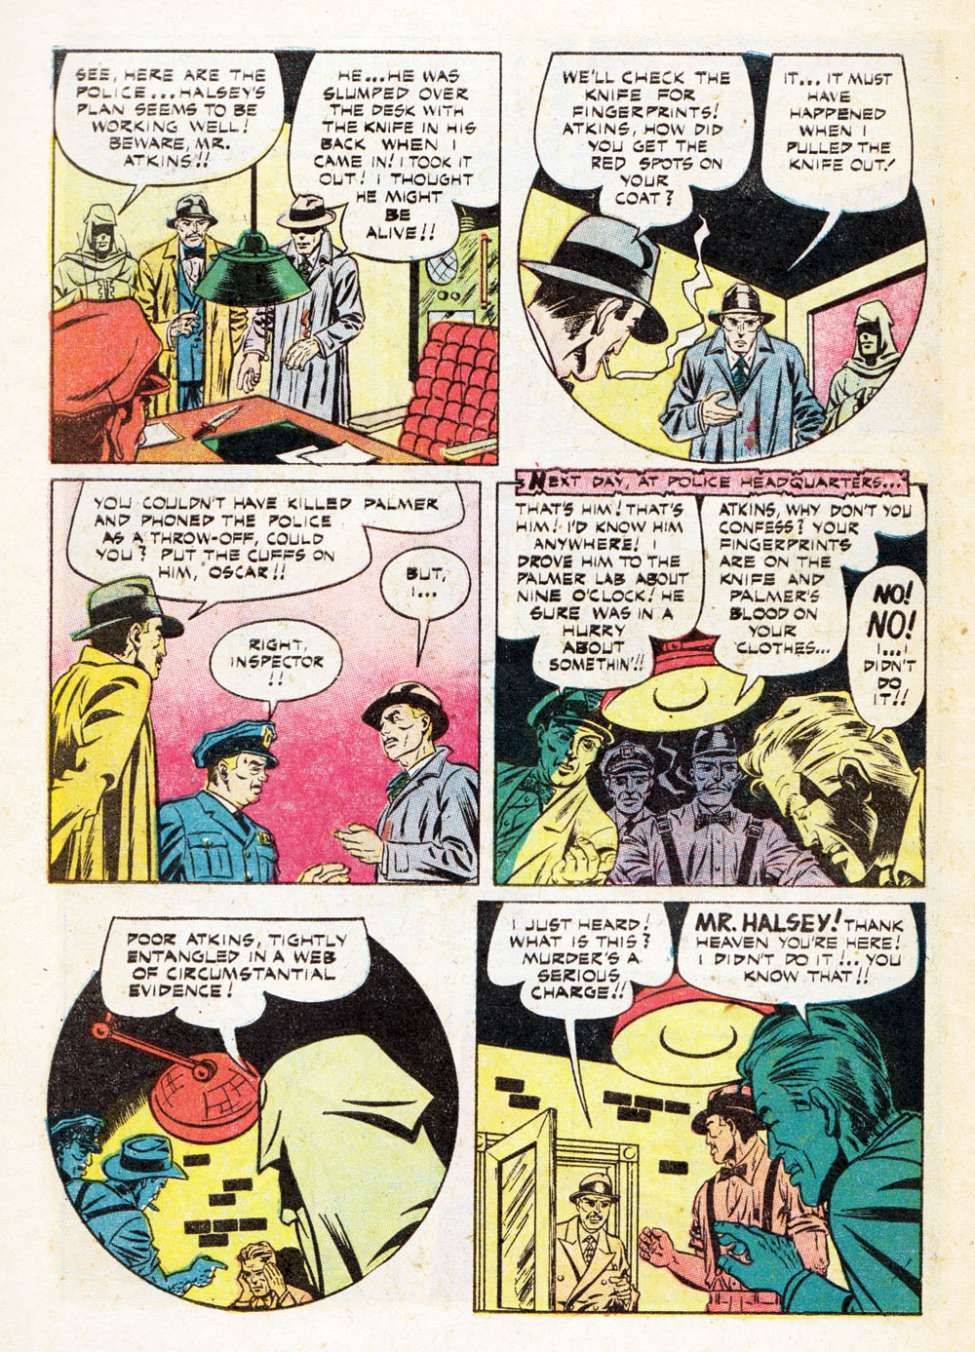 SEE, HERE ARE THE
POLICE...HALSEY'S
PLAN SEEMS TO BE
WORKING WELL!
BEWARE, MR.
ATKINS!!
HE...HE WAS
SLUMPED OVER
THE DESK WITH
THE KNIFE IN HIS
BACK WHEN I
CAME IN! I TOOK IT
OUT! I THOUGHT
HE MIGHT
BE
ALIVE!!
WE'LL CHECK THE
KNIFE FOR
FINGERPRINTS!
ATKINS, HOW DID
YOU GET THE
RED SPOTS ON
YOUR
COAT?
IT...IT MUST
HAVE
HAPPENED
WHEN I
PULLED THE
KNIFE OUT!
YOU COULDN'T HAVE KILLED PALMER
AND PHONED THE POLICE
AS A THROW-OFF, COULD
YOU? PUT THE CUFFS ON
HIM, OSCAR!!
RIGHT,
INSPECTOR
!!
BUT,
I...
NEXT DAY, AT POLICE HEADQUARTERS...
THAT'S HIM! THAT'S
HIM! I'D KNOW HIM
ANYWHERE! I
DROVE HIM TO THE
PALMER LAB ABOUT
NINE O'CLOCK! HE
SURE WAS IN A
HURRY
ABOUT
SOMETHIN'!!
ATKINS, WHY DON'T YOU
CONFESS? YOUR
FINGERPRINTS
ARE ON THE
KNIFE AND
PALMER'S
BLOOD ON
YOUR
CLOTHES...
NO!
NO!
I...I
DIDN'T
DO
IT!!
POOR ATKINS, TIGHTLY
ENTANGLED IN A WEB
OF CIRCUMSTANTIAL
EVIDENCE!
I JUST HEARD!
WHAT IS THIS?
MURDER'S A
SERIOUS
CHARGE!!
MR. HALSEY! THANK
HEAVEN YOU'RE HERE!
I DIDN'T DO IT!...YOU
KNOW THAT!!